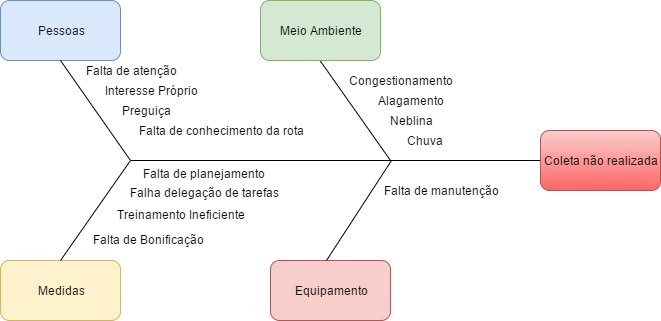 Pessoas
Meio Ambiente
Falta de atenção
Interesse Próprio
Preguiça
Falta de conhecimento da rota
Congestionamento
Alagamento
Neblina
Chuva
Coleta não realizada
Falta de planejamento
Falha delegação de tarefas
Treinamento Ineficiente
Falta de Bonificação
Falta de manutenção
Medidas
Equipamento